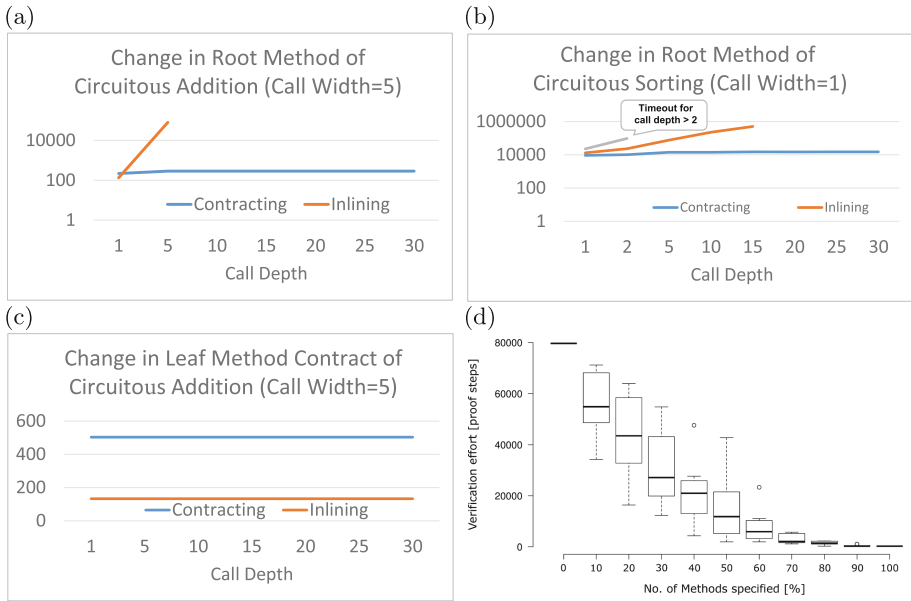 (a)
Change in Root Method of
Circuitous Addition (Call Width=5)
10000
100
1
Contracting Inlining
1 5 10 15 20 25 30
Call Depth
(b)
Change in Root Method of
Circuitous Sorting (Call Width=1)
Timeout for
call depth > 2
1000000
10000
100
1
Contracting Inlining
1 2 5 10 15 20 25 30
Call Depth
(c)
Change in Leaf Method Contract of
Circuitous Addition (Call Width=5)
600
400
200
0
Contracting Inlining
1 5 10 15 20 25 30
Call Depth
(d)
Verification effort [proof steps]
80000
60000
40000
20000
0
0 10 20 30 40 50 60 70 80 90 100
No. of Methods specified [%]